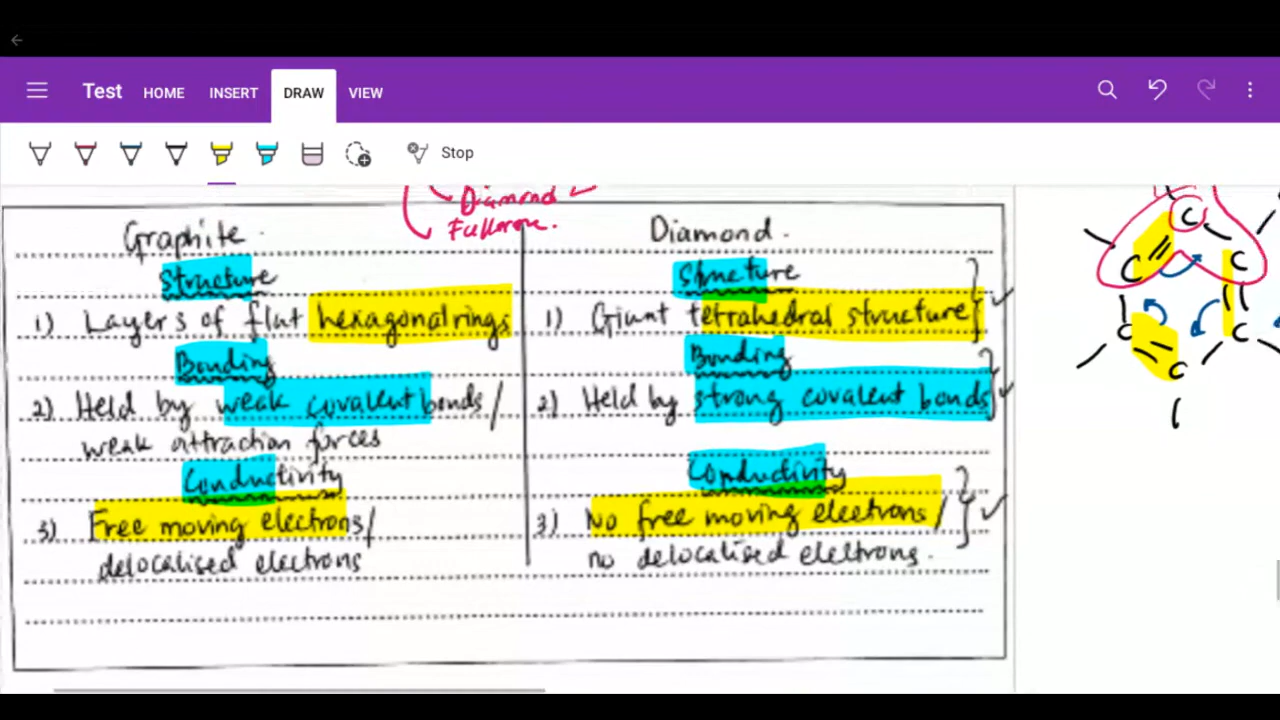 Test HOME INSERT DRAW VIEW
Stop
Diamond
Fullerene.
Graphite.
Structure
1) Layers of flat hexagonal rings
Bonding
2) Held by weak covalent bonds/
weak attraction forces
Conductivity
3) Free moving electrons/
delocalised electrons
Diamond.
Structure
1) Giant tetrahedral structure
Bonding
2) Held by strong covalent bonds
Conductivity
3) No free moving electrons/
no delocalised electrons.
C
C C
C C
C